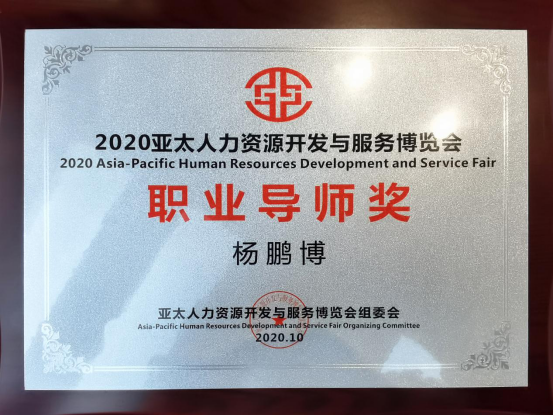 2020亚太人力资源开发与服务博览会
2020 Asia-Pacific Human Resources Development and Service Fair
职业导师奖
杨鹏博
亚太人力资源开发与服务博览会组委会
Asia-Pacific Human Resources Development and Service Fair Organizing Committee
2020.10